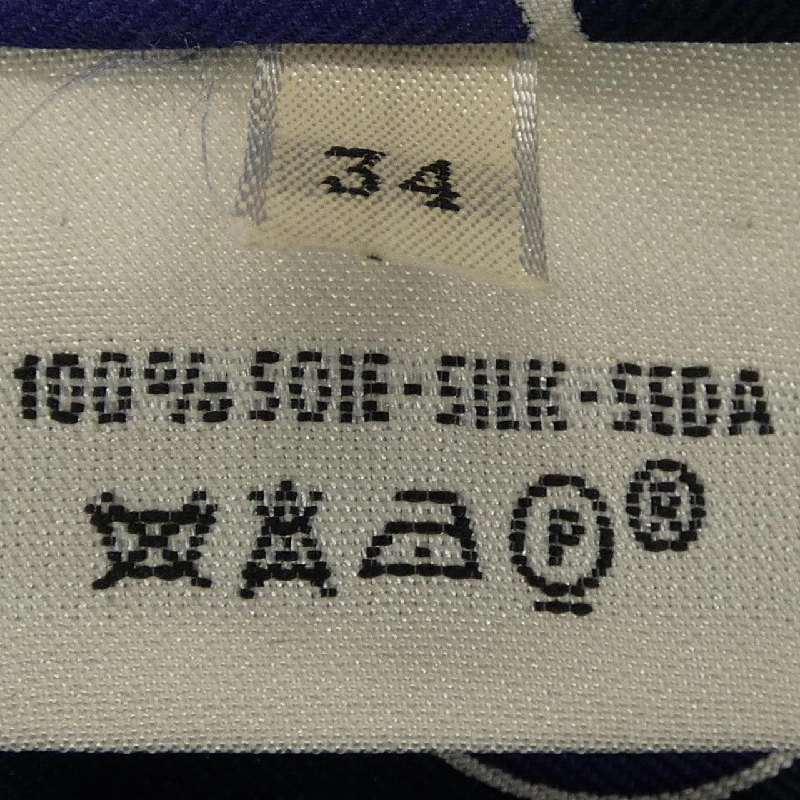 34
100% SOIE - SILK - SEDA
P ®